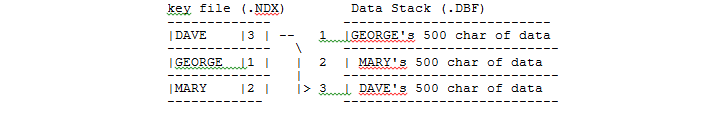 key file (.NDX)         Data Stack (.DBF)
--------------          ----------------------------
|DAVE    |3 | --   1  |GEORGE's 500 char of data
--------------  \       ----------------------------
|GEORGE  |1 |    |  2  | MARY's 500 char of data
--------------   |      ----------------------------
|MARY    |2 |    |> 3  | DAVE's 500 char of data
-------------           ----------------------------